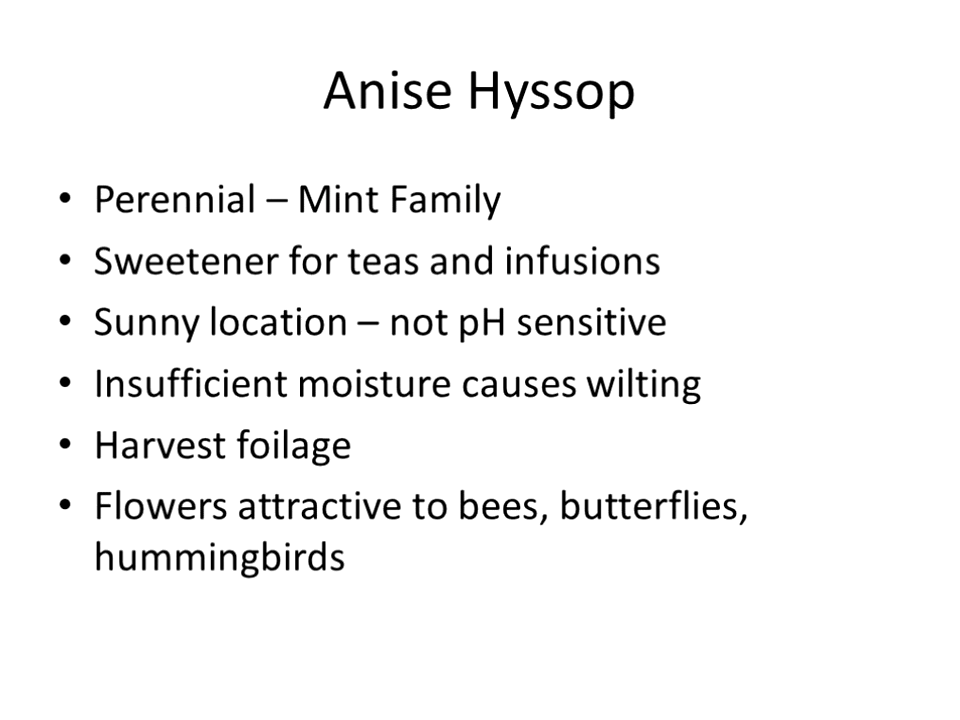 Anise Hyssop
• Perennial – Mint Family
• Sweetener for teas and infusions
• Sunny location – not pH sensitive
• Insufficient moisture causes wilting
• Harvest foilage
• Flowers attractive to bees, butterflies,
hummingbirds